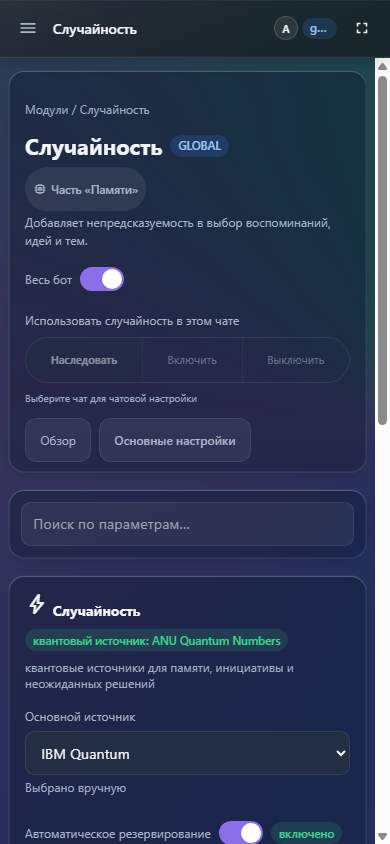 Случайность
A
g...
Модули / Случайность
Случайность GLOBAL
Часть «Памяти»
Добавляет непредсказуемость в выбор воспоминаний,
идей и тем.
Весь бот
Использовать случайность в этом чате
Наследовать Включить Выключить
Выберите чат для чатовой настройки
Обзор Основные настройки
Поиск по параметрам...
Случайность
квантовый источник: ANU Quantum Numbers
квантовые источники для памяти, инициативы и
неожиданных решений
Основной источник
IBM Quantum
Выбрано вручную
Автоматическое резервирование включено